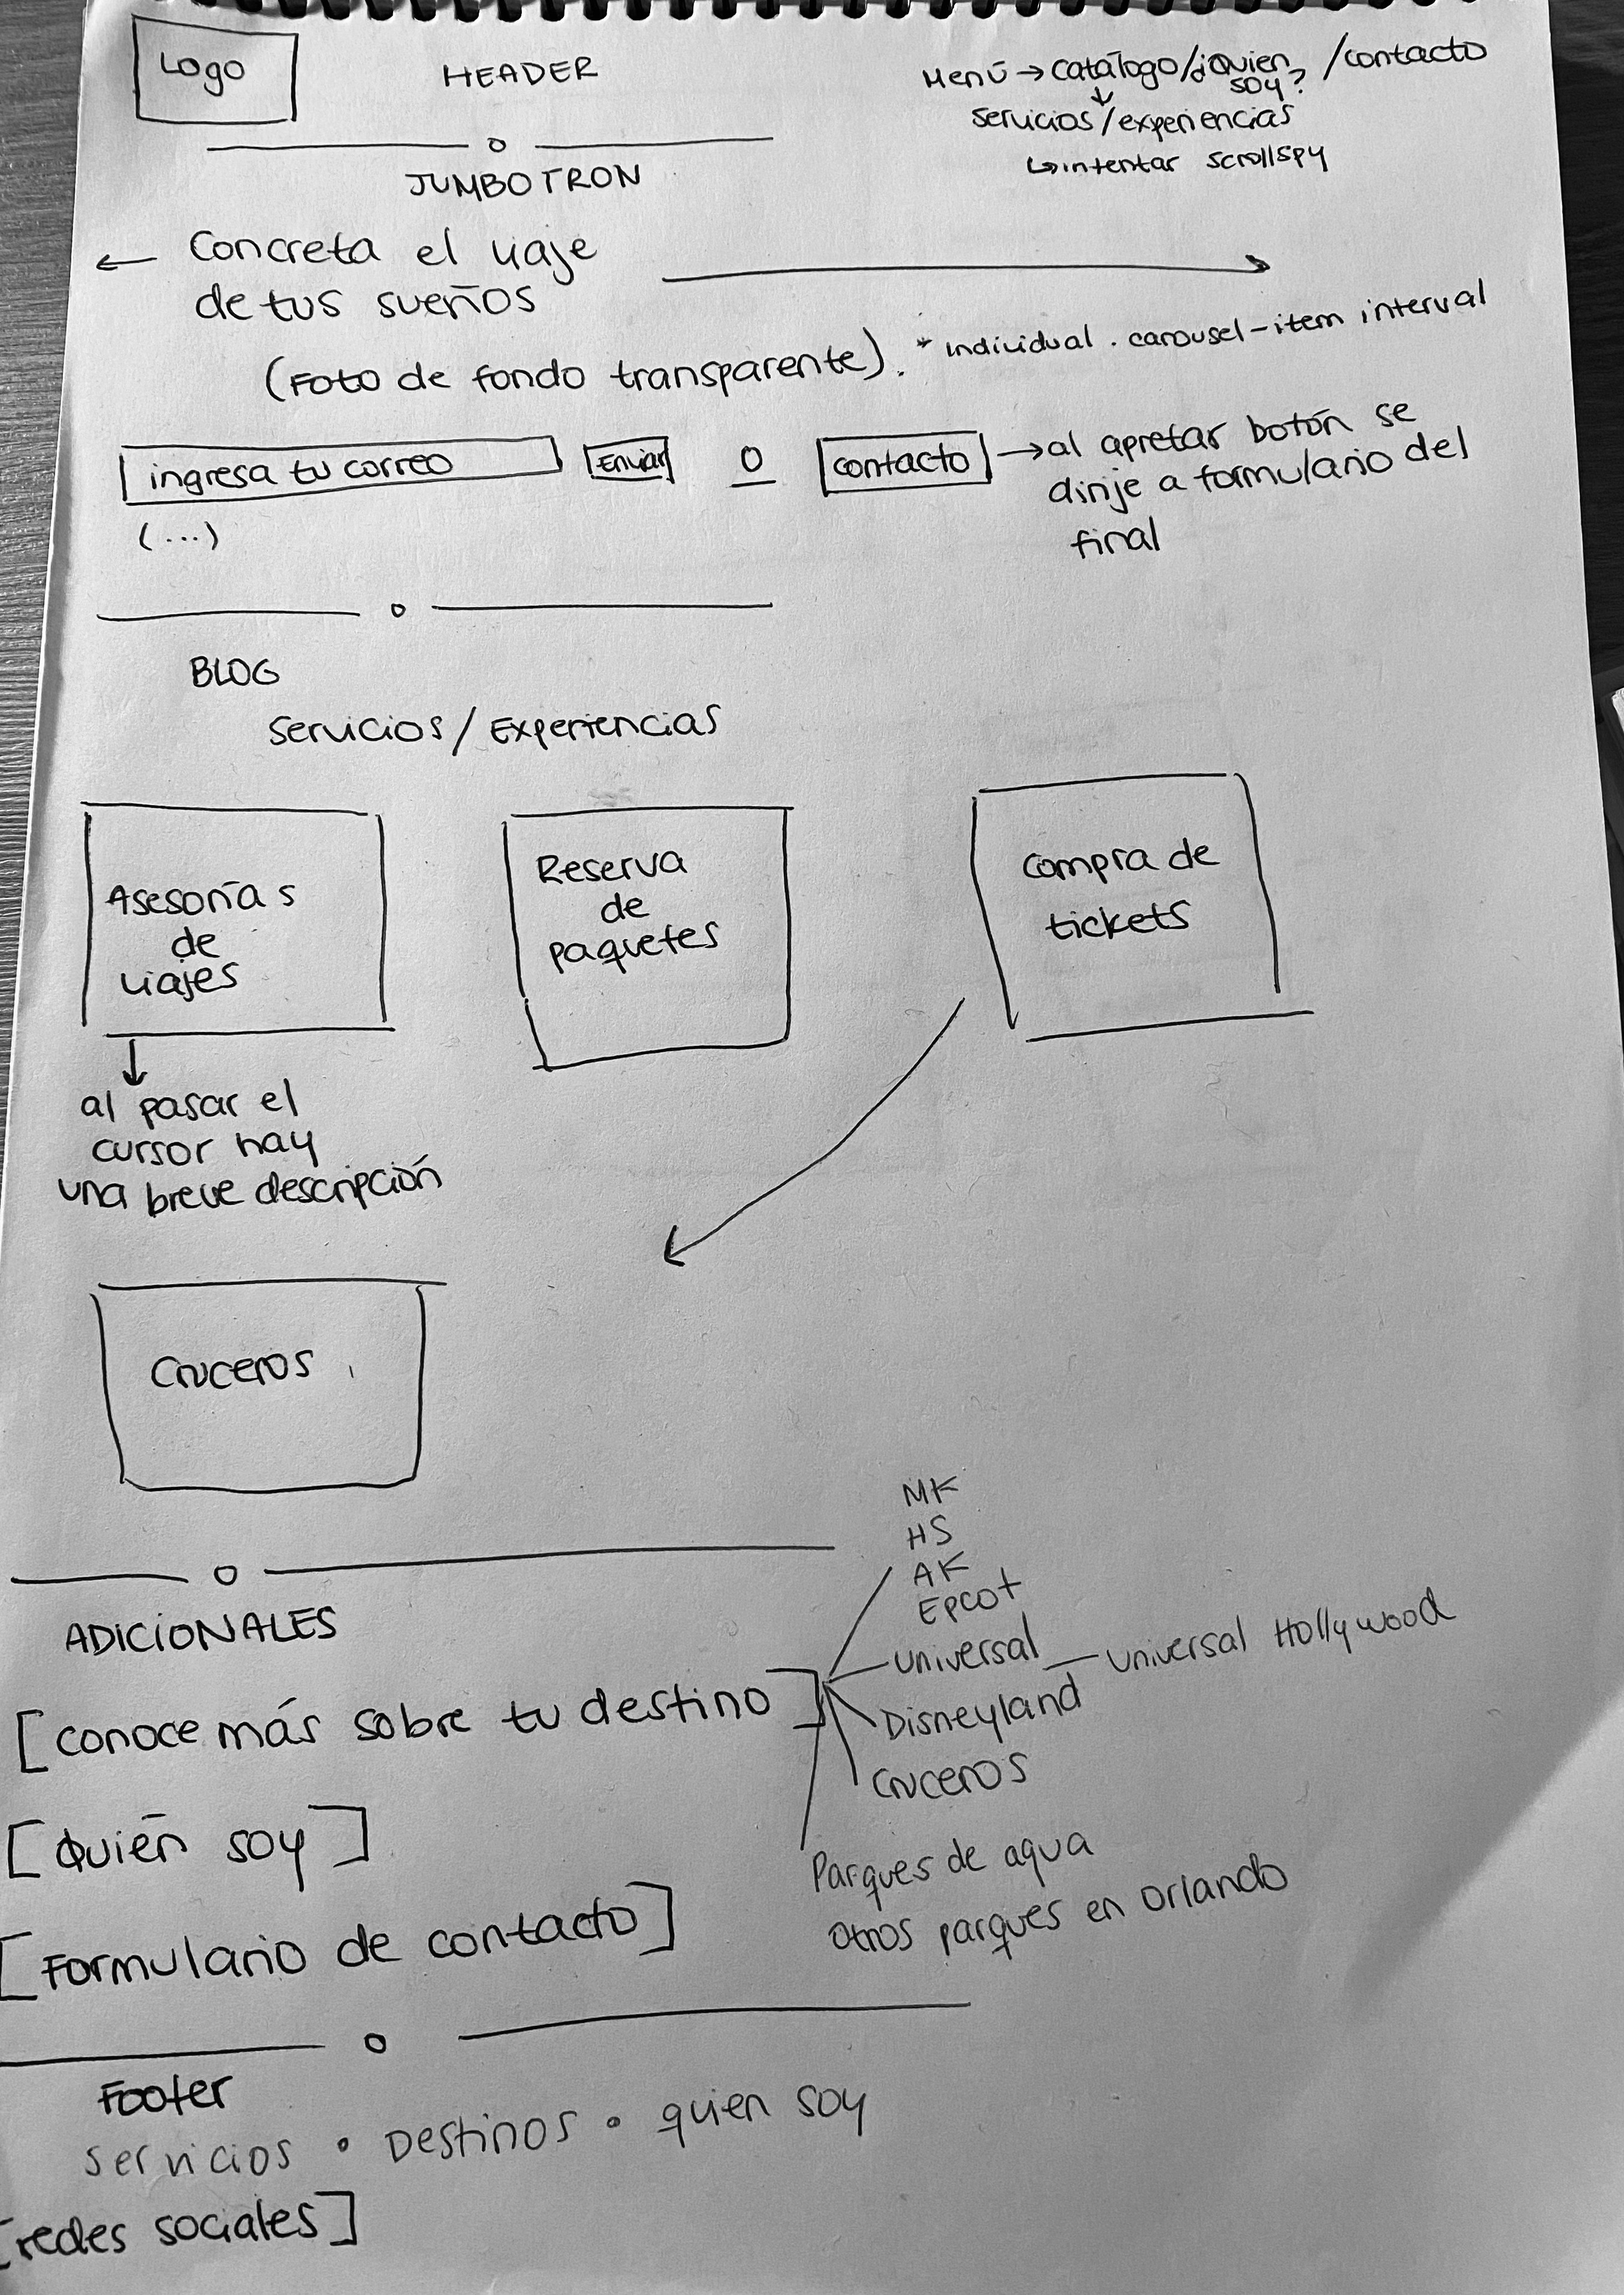 Logo
HEADER
Menú → catálogo/¿Quien soy? /contacto
↓
servicios/experiencias
↳ intentar scrollspy
JUMBOTRON
← Concreta el viaje →
de tus sueños
(Foto de fondo transparente). * individual .carousel-item interval
ingresa tu correo
Enviar
O
contacto
→ al apretar botón se
dirije a formulario del
final
(...)
BLOG
Servicios/Experiencias
Asesorías
de
viajes
Reserva
de
paquetes
compra de
tickets
↓
al pasar el
cursor hay
una breve descripción
Cruceros
ADICIONALES
[conoce más sobre tu destino]
MK
HS
AK
EPCOT
Universal — Universal Hollywood
Disneyland
Cruceros
Parques de agua
otros parques en Orlando
[Quién soy]
[Formulario de contacto]
Footer
servicios • Destinos • quien soy
[redes sociales]